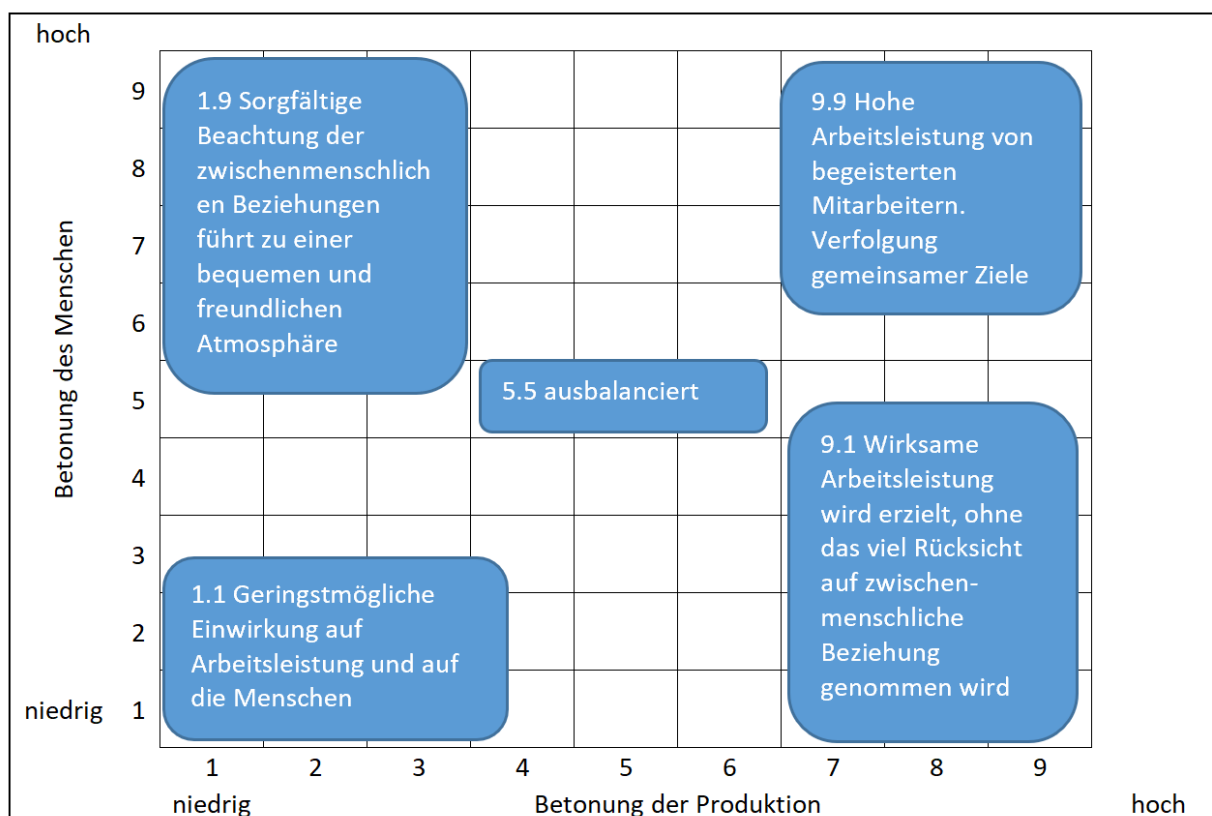 hoch
9
8
7
6
5
4
3
2
niedrig 1
Betonung des Menschen
1.9 Sorgfältige
Beachtung der
zwischenmenschlich
en Beziehungen
führt zu einer
bequemen und
freundlichen
Atmosphäre
9.9 Hohe
Arbeitsleistung von
begeisterten
Mitarbeitern.
Verfolgung
gemeinsamer Ziele
5.5 ausbalanciert
1.1 Geringstmögliche
Einwirkung auf
Arbeitsleistung und auf
die Menschen
9.1 Wirksame
Arbeitsleistung
wird erzielt, ohne
das viel Rücksicht
auf zwischen-
menschliche
Beziehung
genommen wird
1 2 3 4 5 6 7 8 9
niedrig Betonung der Produktion hoch